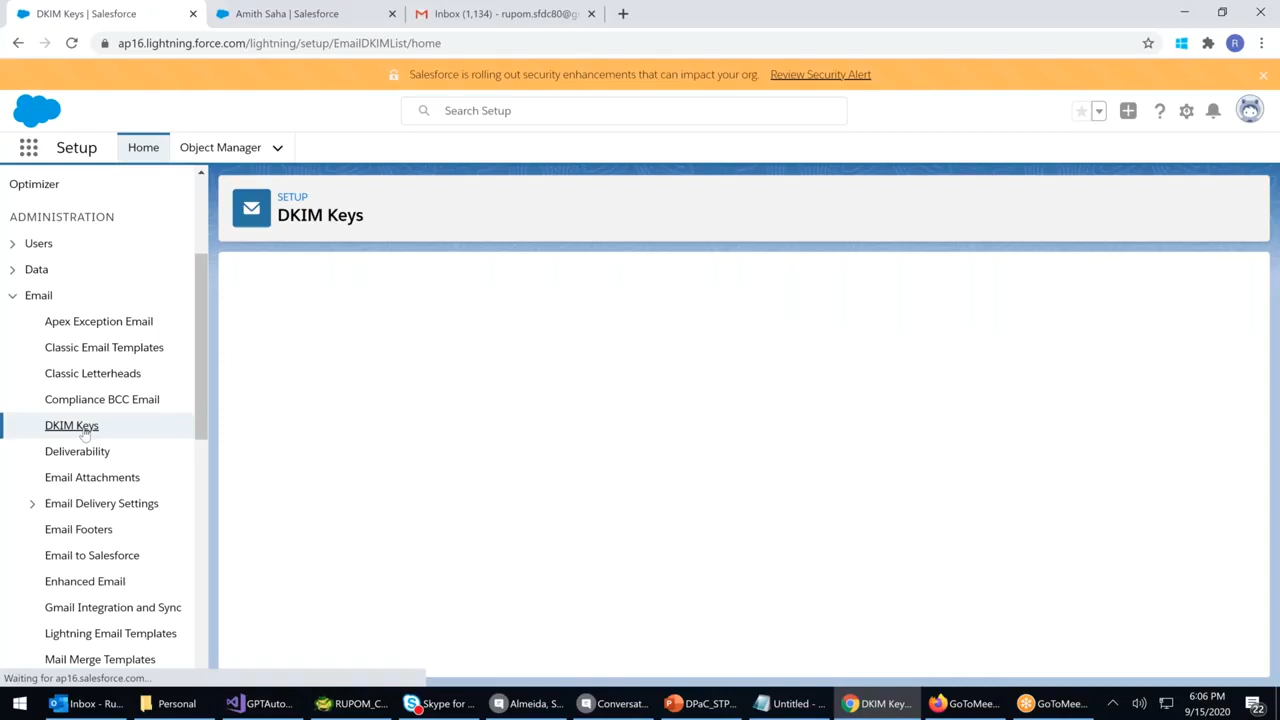 DKIM Keys | Salesforce
Amith Saha | Salesforce
Inbox (1,134) - rupom.sfdc80@g
ap16.lightning.force.com/lightning/setup/EmailDKIMList/home
R
Salesforce is rolling out security enhancements that can impact your org. Review Security Alert
Search Setup
Setup
Home
Object Manager
Optimizer
ADMINISTRATION
Users
Data
Email
Apex Exception Email
Classic Email Templates
Classic Letterheads
Compliance BCC Email
DKIM Keys
Deliverability
Email Attachments
Email Delivery Settings
Email Footers
Email to Salesforce
Enhanced Email
Gmail Integration and Sync
Lightning Email Templates
Mail Merge Templates
SETUP
DKIM Keys
Waiting for ap16.salesforce.com...
Inbox - Ru...
Personal
GPTAuto...
RUPOM_C...
Skype for ...
Almeida, S...
Conversat...
DPaC_STP...
Untitled - ...
DKIM Key...
GoToMee...
GoToMee...
6:06 PM
9/15/2020
22